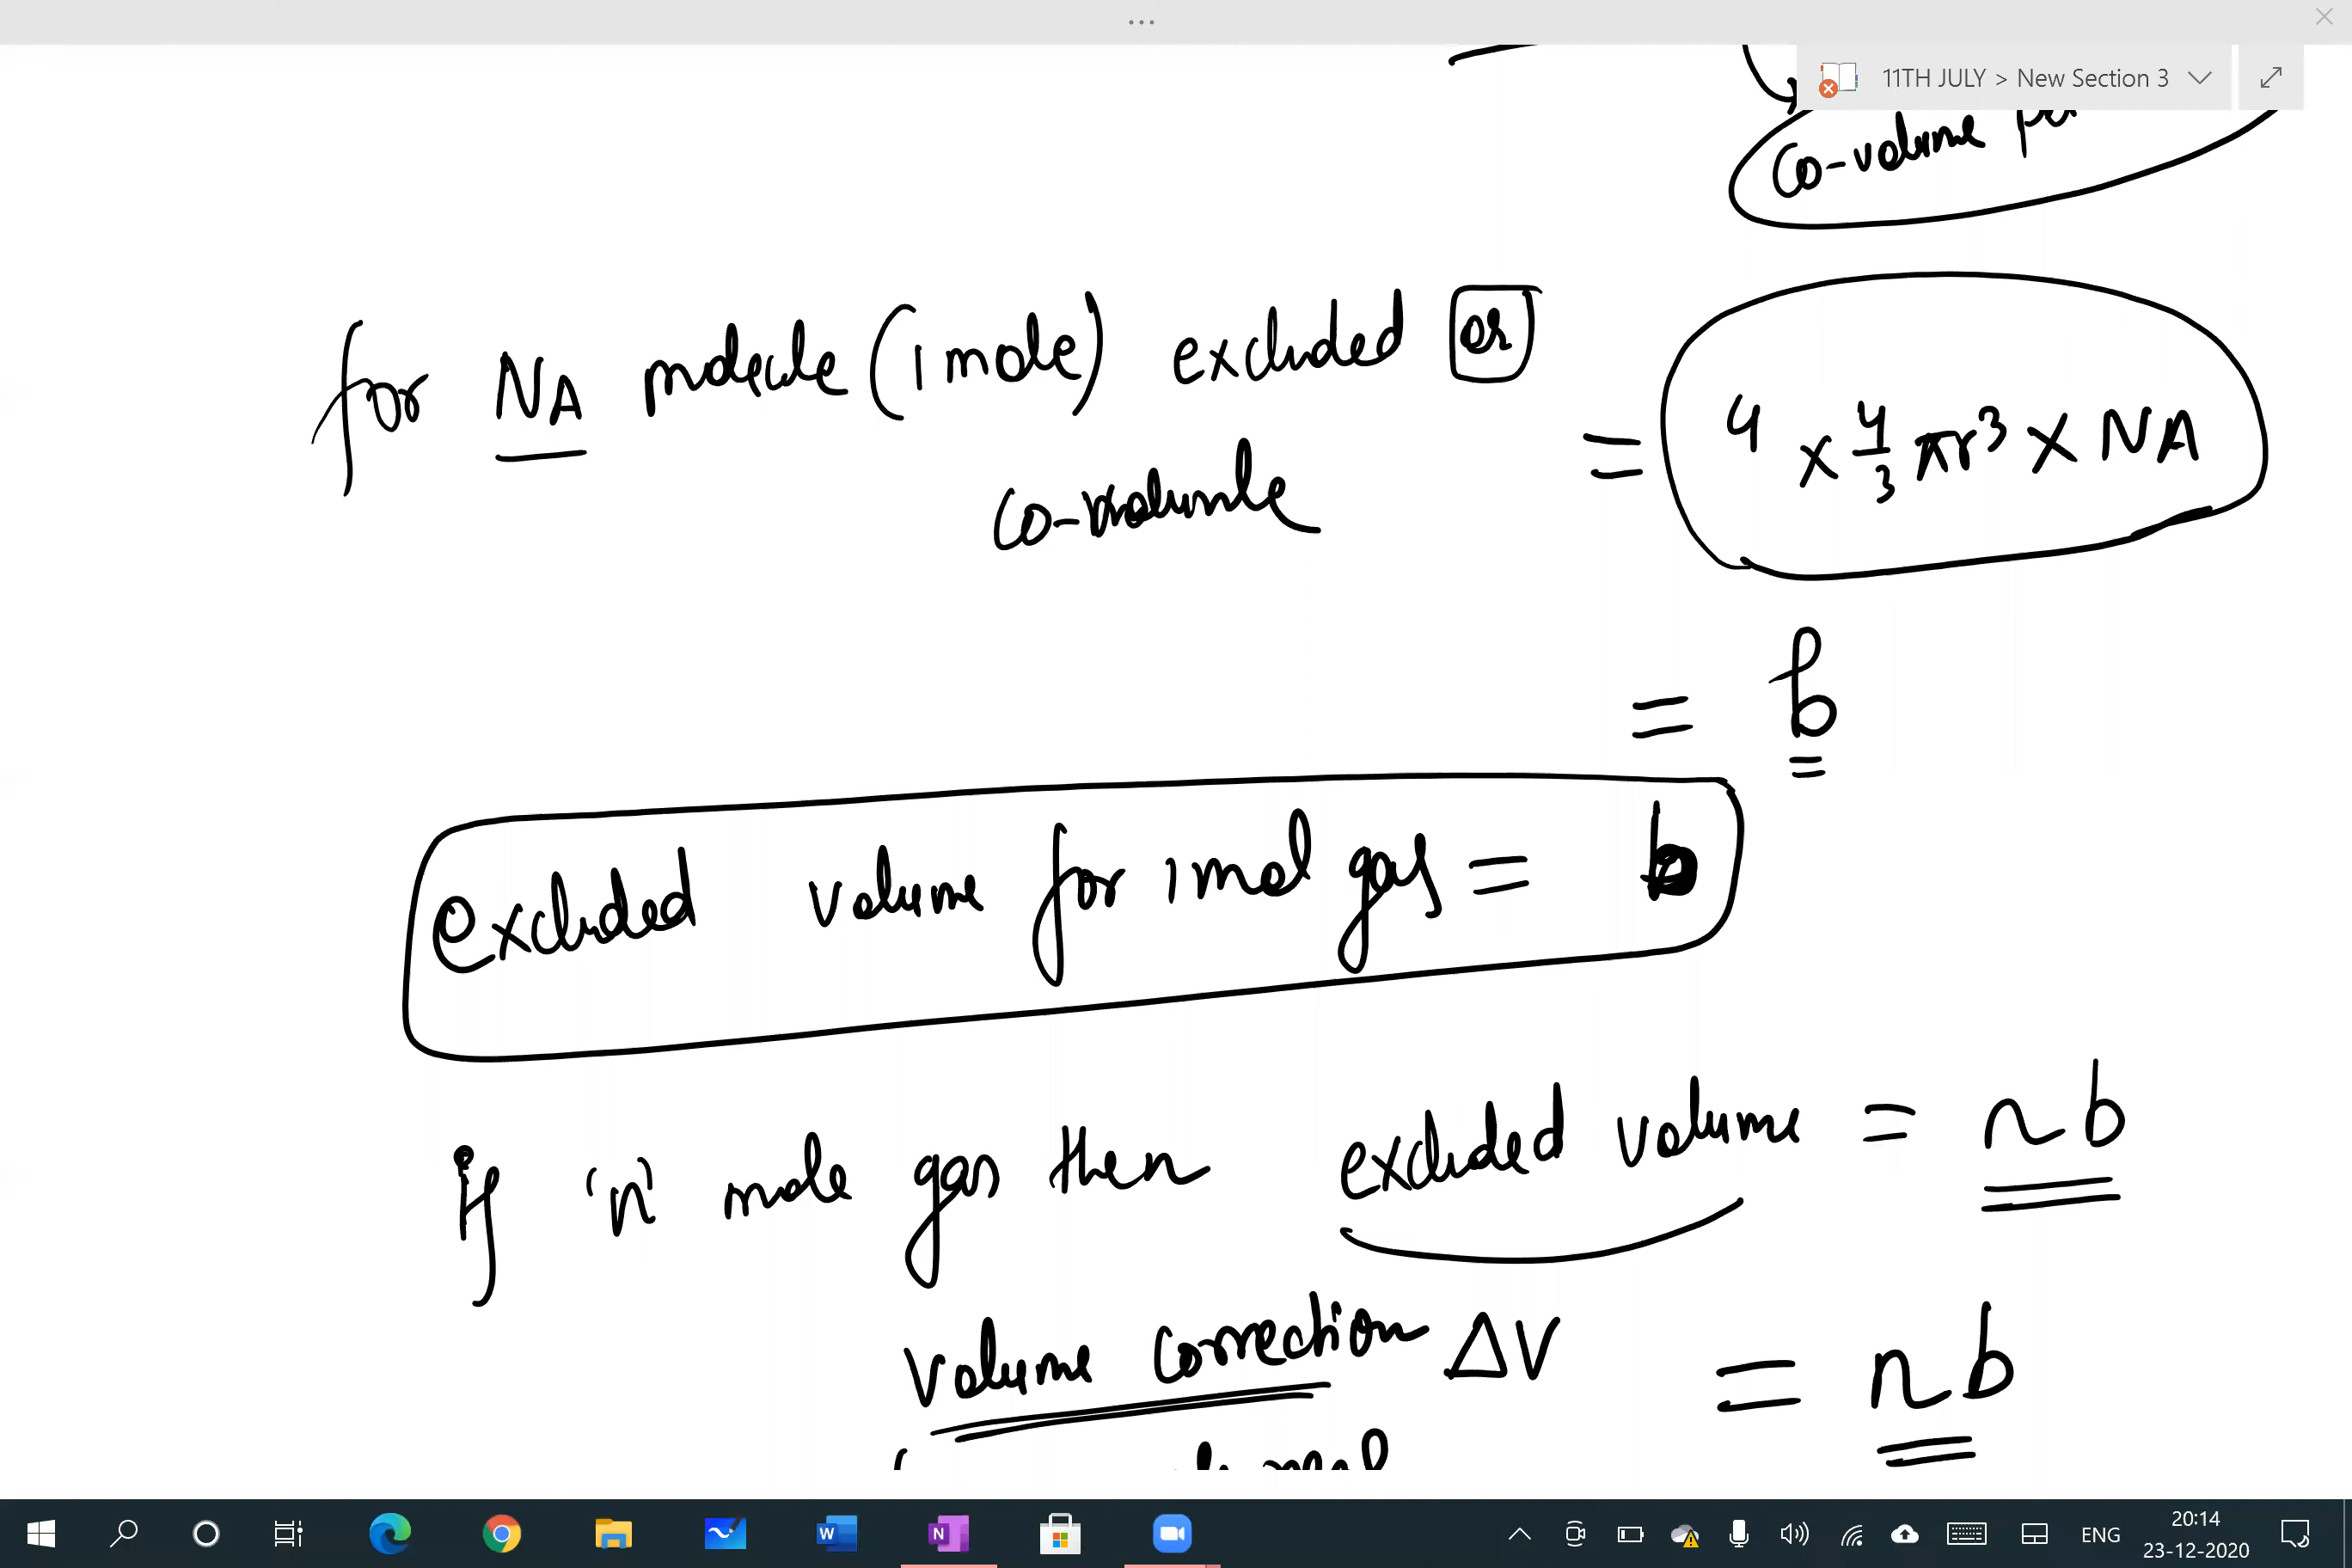 11TH JULY > New Section 3
Co-volume per
for NA molecule (1 mole) excluded or
co-volume
= 4 × 4/3 πr³ × NA
= b
excluded volume for 1 mol gas = b
if 'n' mole gas then excluded volume = nb
volume correction ΔV = nb
ENG
20:14
23-12-2020